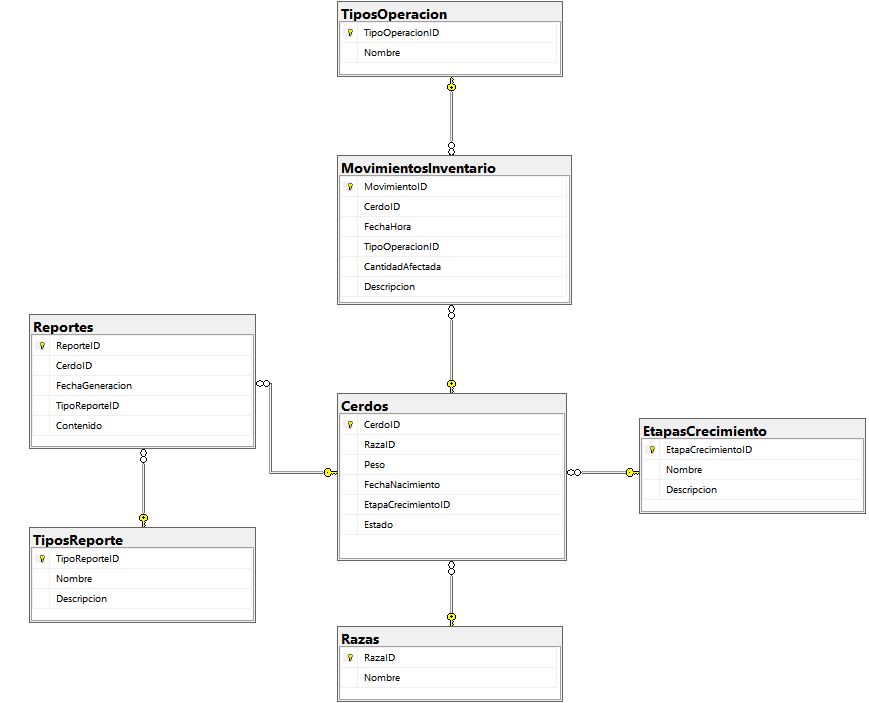 TiposOperacion
TipoOperacionID
Nombre
MovimientosInventario
MovimientoID
CerdoID
FechaHora
TipoOperacionID
CantidadAfectada
Descripcion
Reportes
ReporteID
CerdoID
FechaGeneracion
TipoReporteID
Contenido
Cerdos
CerdoID
RazaID
Peso
FechaNacimiento
EtapaCrecimientoID
Estado
EtapasCrecimiento
EtapaCrecimientoID
Nombre
Descripcion
TiposReporte
TipoReporteID
Nombre
Descripcion
Razas
RazaID
Nombre